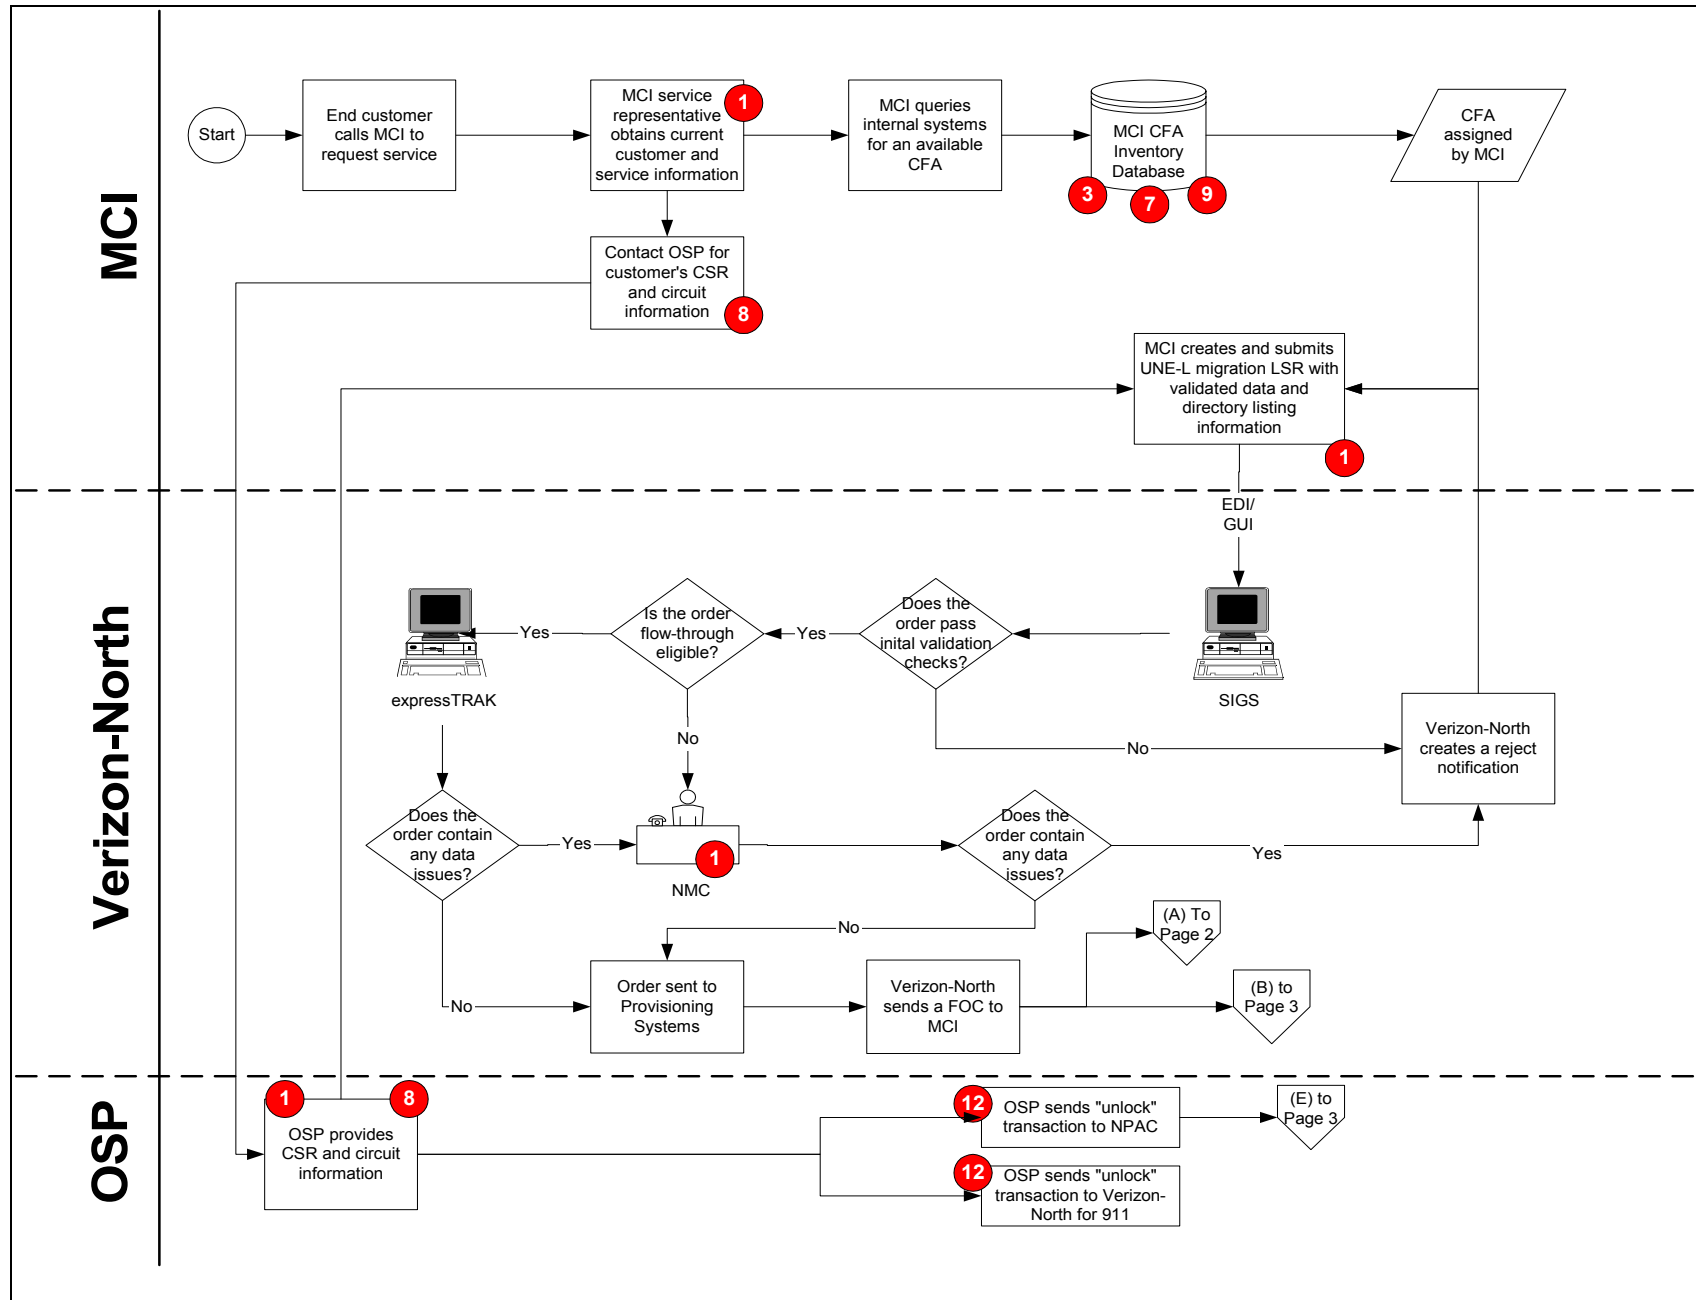 MCI
Start
End customer
calls MCI to
request service
MCI service
representative
obtains current
customer and
service information
1
MCI queries
internal systems
for an available
CFA
MCI CFA
Inventory
Database
3
7
9
CFA
assigned
by MCI
Contact OSP for
customer's CSR
and circuit
information
8
MCI creates and submits
UNE-L migration LSR with
validated data and
directory listing
information
1
Verizon-North
EDI/
GUI
SIGS
Does the
order pass
inital validation
checks?
Yes
No
Is the order
flow-through
eligible?
Yes
No
expressTRAK
Verizon-North
creates a reject
notification
Does the
order contain
any data
issues?
Yes
No
1
NMC
Does the
order contain
any data
issues?
Yes
No
Order sent to
Provisioning
Systems
Verizon-North
sends a FOC to
MCI
(A) To
Page 2
(B) to
Page 3
OSP
1
8
OSP provides
CSR and circuit
information
12
OSP sends "unlock"
transaction to NPAC
(E) to
Page 3
12
OSP sends "unlock"
transaction to Verizon-
North for 911